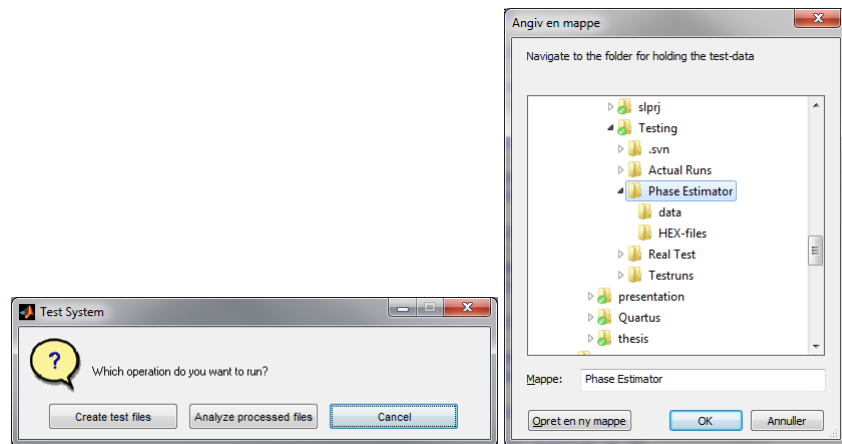 Test System
Which operation do you want to run?
Create test files
Analyze processed files
Cancel
Angiv en mappe
Navigate to the folder for holding the test-data
slprj
Testing
.svn
Actual Runs
Phase Estimator
data
HEX-files
Real Test
Testruns
presentation
Quartus
thesis
Mappe: Phase Estimator
Opret en ny mappe
OK
Annuller